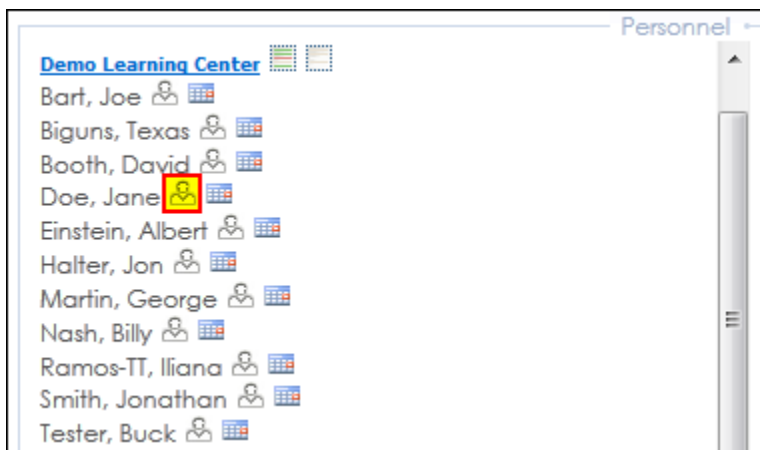 Personnel
Demo Learning Center
Bart, Joe
Biguns, Texas
Booth, David
Doe, Jane
Einstein, Albert
Halter, Jon
Martin, George
Nash, Billy
Ramos-TT, Iliana
Smith, Jonathan
Tester, Buck